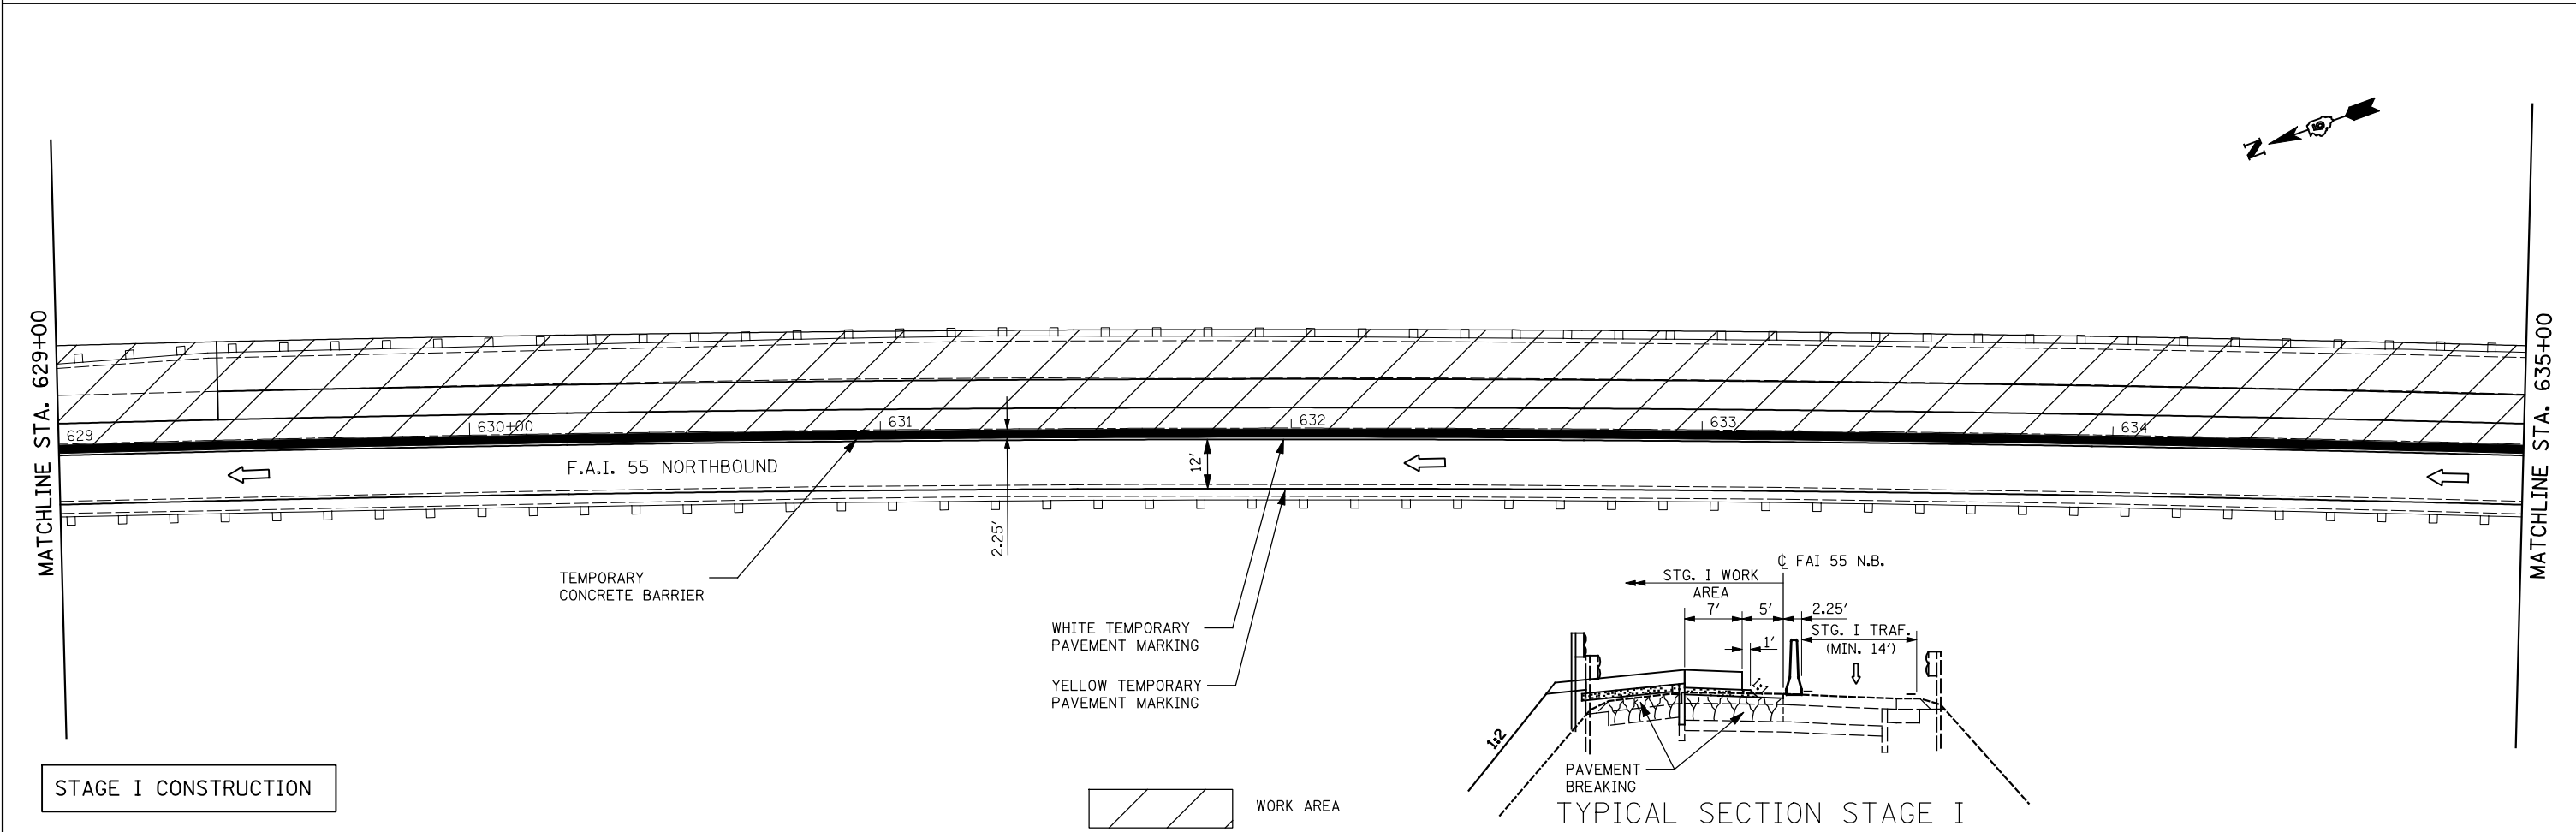 N
MATCHLINE STA. 629+00
MATCHLINE STA. 635+00
629
630+00
631
632
633
634
F.A.I. 55 NORTHBOUND
12'
2.25'
TEMPORARY
CONCRETE BARRIER
WHITE TEMPORARY
PAVEMENT MARKING
YELLOW TEMPORARY
PAVEMENT MARKING
℄ FAI 55 N.B.
STG. I WORK
AREA
7'
5'
2.25'
STG. I TRAF.
(MIN. 14')
1'
1:1
1:2
PAVEMENT
BREAKING
TYPICAL SECTION STAGE I
STAGE I CONSTRUCTION
WORK AREA